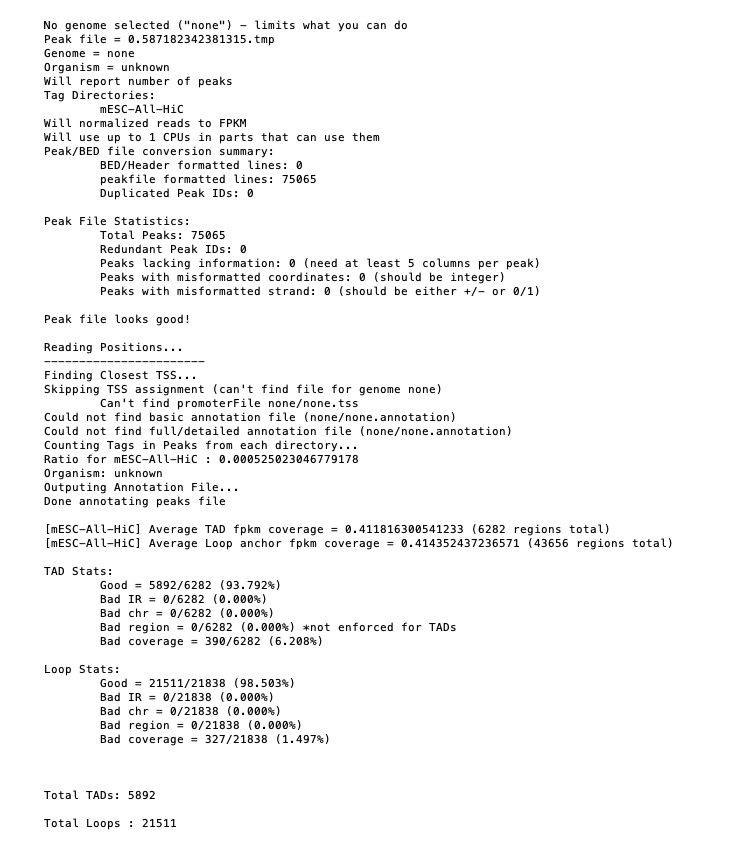 No genome selected ("none") - limits what you can do
Peak file = 0.587182342381315.tmp
Genome = none
Organism = unknown
Will report number of peaks
Tag Directories:
mESC-All-HiC
Will normalized reads to FPKM
Will use up to 1 CPUs in parts that can use them
Peak/BED file conversion summary:
BED/Header formatted lines: 0
peakfile formatted lines: 75065
Duplicated Peak IDs: 0
Peak File Statistics:
Total Peaks: 75065
Redundant Peak IDs: 0
Peaks lacking information: 0 (need at least 5 columns per peak)
Peaks with misformatted coordinates: 0 (should be integer)
Peaks with misformatted strand: 0 (should be either +/- or 0/1)
Peak file looks good!
Reading Positions...
-----------------------
Finding Closest TSS...
Skipping TSS assignment (can't find file for genome none)
Can't find promoterFile none/none.tss
Could not find basic annotation file (none/none.annotation)
Could not find full/detailed annotation file (none/none.annotation)
Counting Tags in Peaks from each directory...
Ratio for mESC-All-HiC : 0.000525023046779178
Organism: unknown
Outputing Annotation File...
Done annotating peaks file
[mESC-All-HiC] Average TAD fpkm coverage = 0.411816300541233 (6282 regions total)
[mESC-All-HiC] Average Loop anchor fpkm coverage = 0.414352437236571 (43656 regions total)
TAD Stats:
Good = 5892/6282 (93.792%)
Bad IR = 0/6282 (0.000%)
Bad chr = 0/6282 (0.000%)
Bad region = 0/6282 (0.000%) *not enforced for TADs
Bad coverage = 390/6282 (6.208%)
Loop Stats:
Good = 21511/21838 (98.503%)
Bad IR = 0/21838 (0.000%)
Bad chr = 0/21838 (0.000%)
Bad region = 0/21838 (0.000%)
Bad coverage = 327/21838 (1.497%)
Total TADs: 5892
Total Loops : 21511